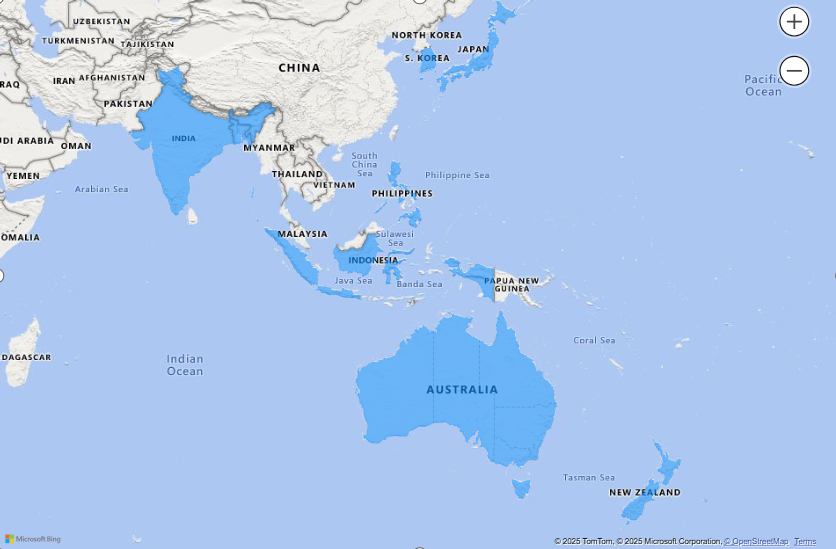 UZBEKISTAN
TURKMENISTAN
TAJIKISTAN
NORTH KOREA
JAPAN
S. KOREA
CHINA
IRAN
AFGHANISTAN
RAQ
Pacific
Ocean
PAKISTAN
INDIA
DI ARABIA
OMAN
MYANMAR
South
China
Sea
YEMEN
THAILAND
Philippine Sea
Arabian Sea
VIETNAM
PHILIPPINES
OMALIA
MALAYSIA
Sulawesi
Sea
INDONESIA
Java Sea
Banda Sea
PAPUA NEW
GUINEA
Coral Sea
DAGASCAR
Indian
Ocean
AUSTRALIA
Tasman Sea
NEW ZEALAND
Microsoft Bing
© 2025 TomTom, © 2025 Microsoft Corporation, © OpenStreetMap Terms